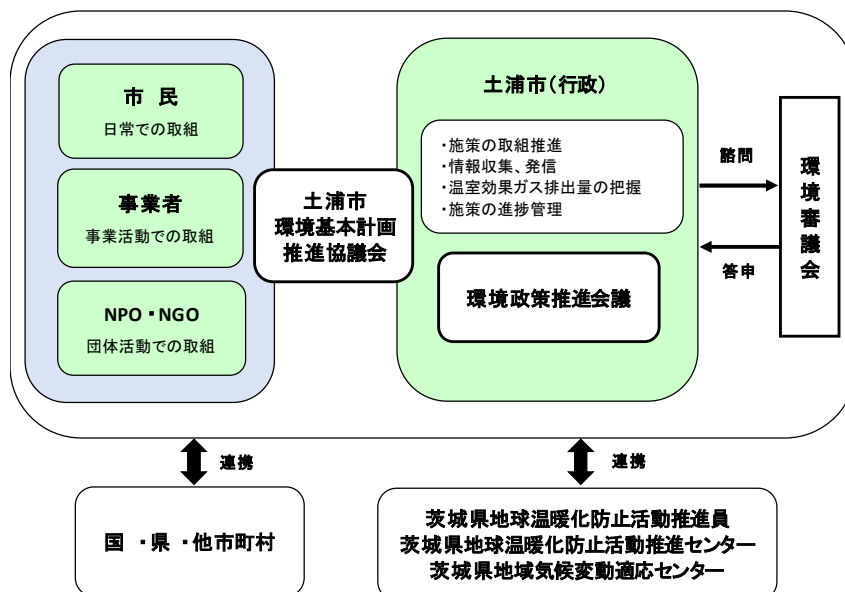 市 民
日常での取組
事業者
事業活動での取組
NPO・NGO
団体活動での取組
土浦市
環境基本計画
推進協議会
土浦市（行政）
・施策の取組推進
・情報収集、発信
・温室効果ガス排出量の把握
・施策の進捗管理
環境政策推進会議
諮問
答申
環境審議会
連携
連携
国 ・県 ・他市町村
茨城県地球温暖化防止活動推進員
茨城県地球温暖化防止活動推進センター
茨城県地域気候変動適応センター